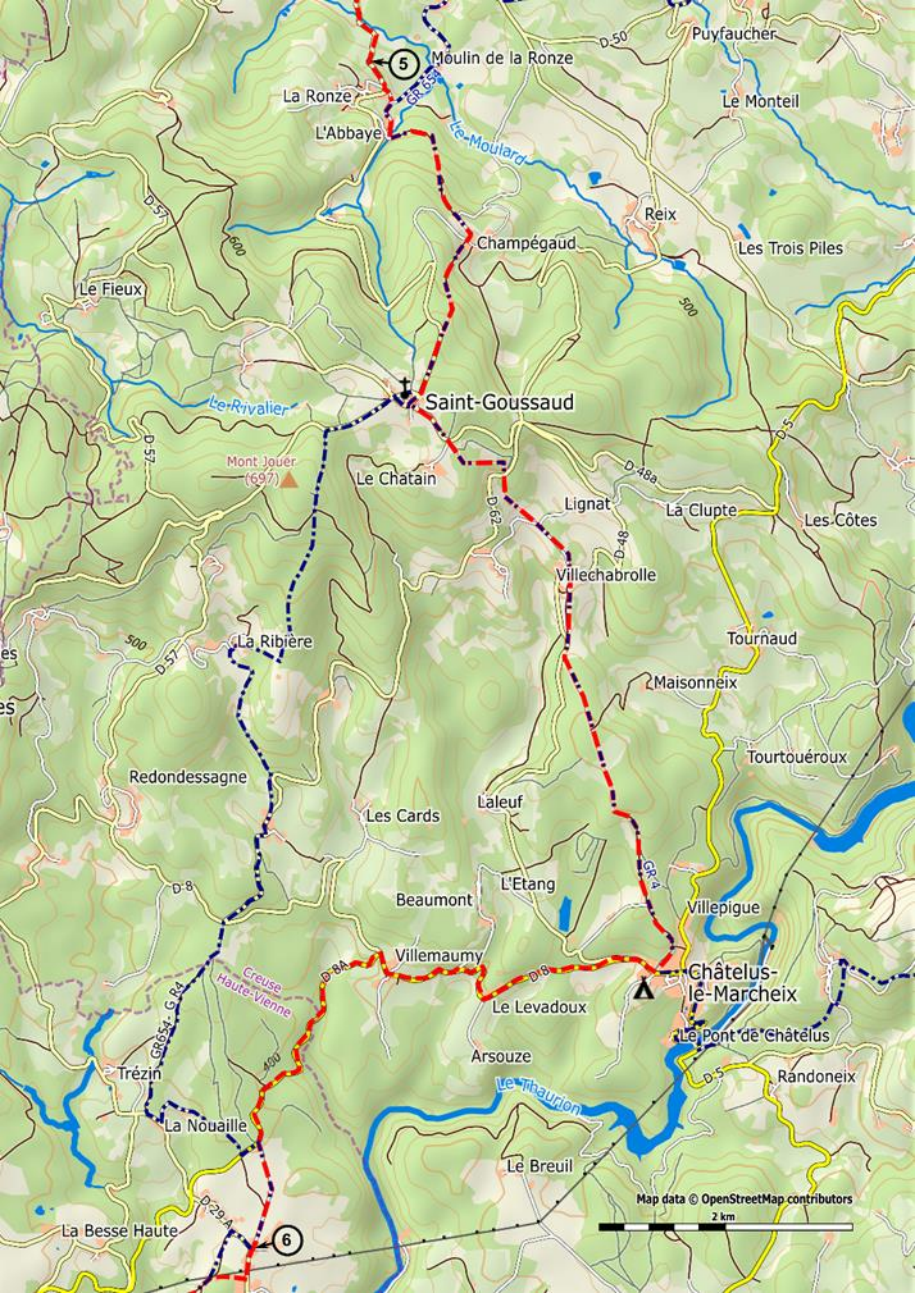 D-50
Puyfaucher
5
Moulin de la Ronze
La Ronze
GR 654
Le Monteil
L'Abbaye
Le Moulard
D-57
Reix
600
Champégaud
Les Trois Piles
Le Fieux
500
Le Rivalier
Saint-Goussaud
D-5
D-57
Mont Jouër
(697)
Le Chatain
D-48a
D-62
Lignat
La Clupte
Les Côtes
D-48
Villechabrolle
500
La Ribière
Tournaud
es
D-57
Maisonneix
es
Tourtouéroux
Redondessagne
Laleuf
Les Cards
GR 4
D-8
L'Etang
Beaumont
Villepigue
Villemaumy
D-8A
D-8
Châtelus-
le-Marcheix
Creuse
Haute-Vienne
Le Levadoux
GR654- GR4
Le Pont de Châtelus
Arsouze
400
Trézin
D-5
Randoneix
Le Thaurion
La Nouaille
Le Breuil
Map data © OpenStreetMap contributors
2 km
D-29-A
La Besse Haute
6